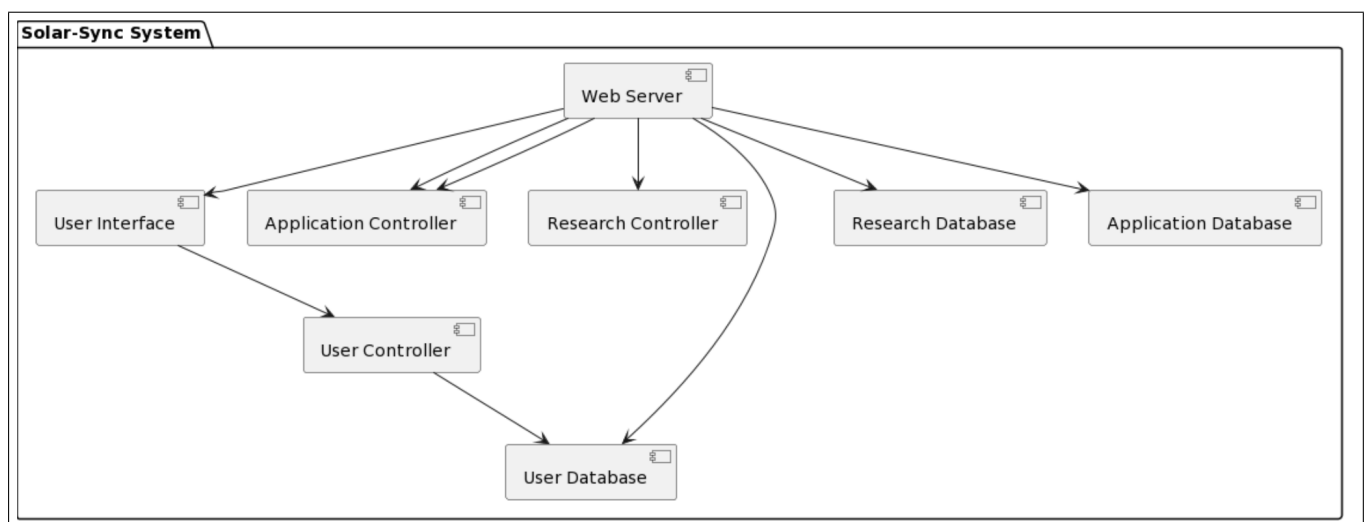 Solar-Sync System
Web Server
User Interface
Application Controller
Research Controller
Research Database
Application Database
User Controller
User Database